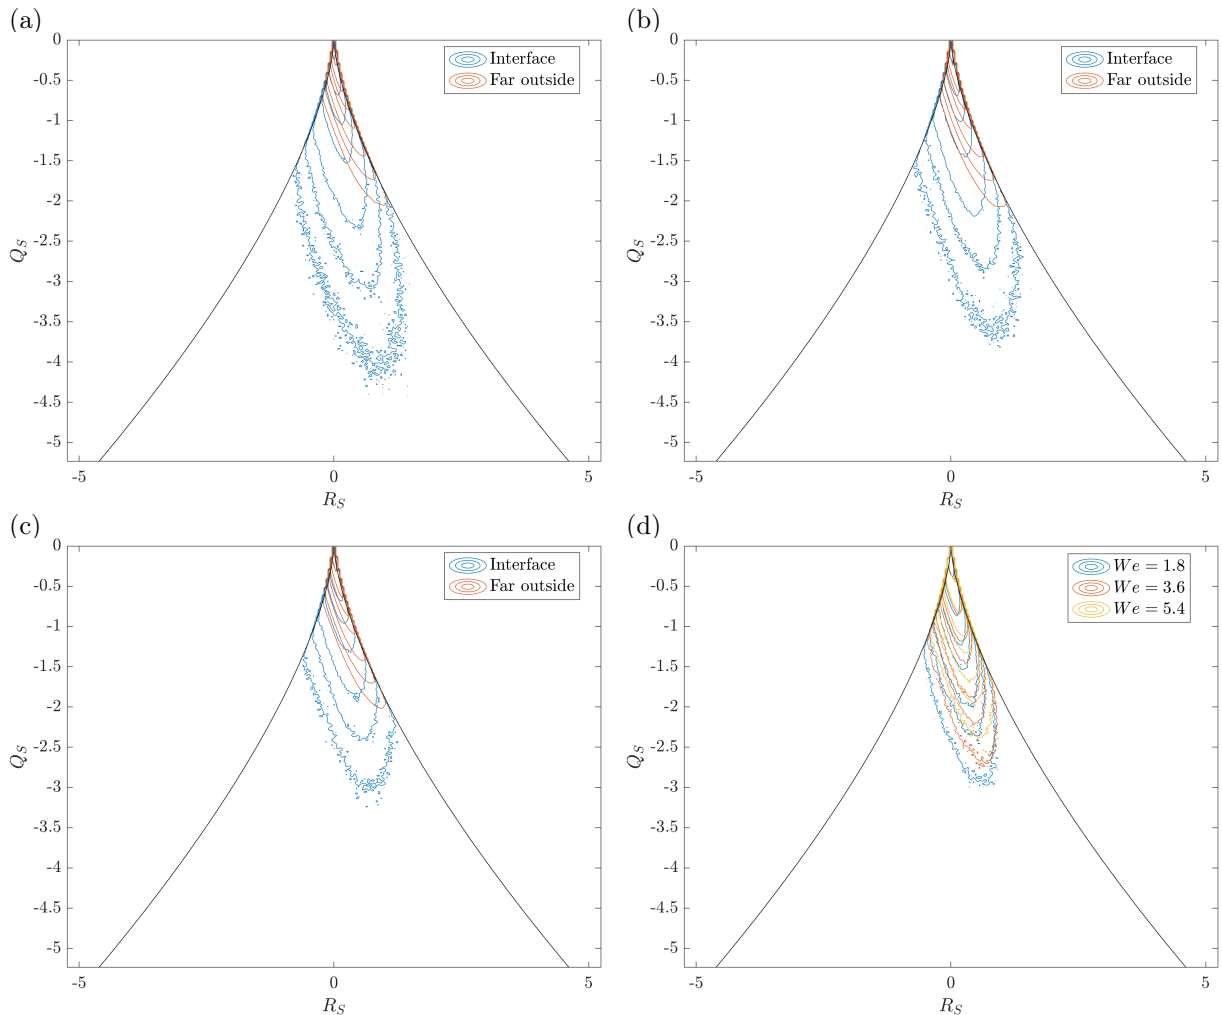 (a)
0
-0.5
-1
-1.5
-2
-2.5
-3
-3.5
-4
-4.5
-5
Q_S
-5 0 5
R_S
Interface
Far outside
(b)
0
-0.5
-1
-1.5
-2
-2.5
-3
-3.5
-4
-4.5
-5
Q_S
-5 0 5
R_S
Interface
Far outside
(c)
0
-0.5
-1
-1.5
-2
-2.5
-3
-3.5
-4
-4.5
-5
Q_S
-5 0 5
R_S
Interface
Far outside
(d)
0
-0.5
-1
-1.5
-2
-2.5
-3
-3.5
-4
-4.5
-5
Q_S
-5 0 5
R_S
We = 1.8
We = 3.6
We = 5.4